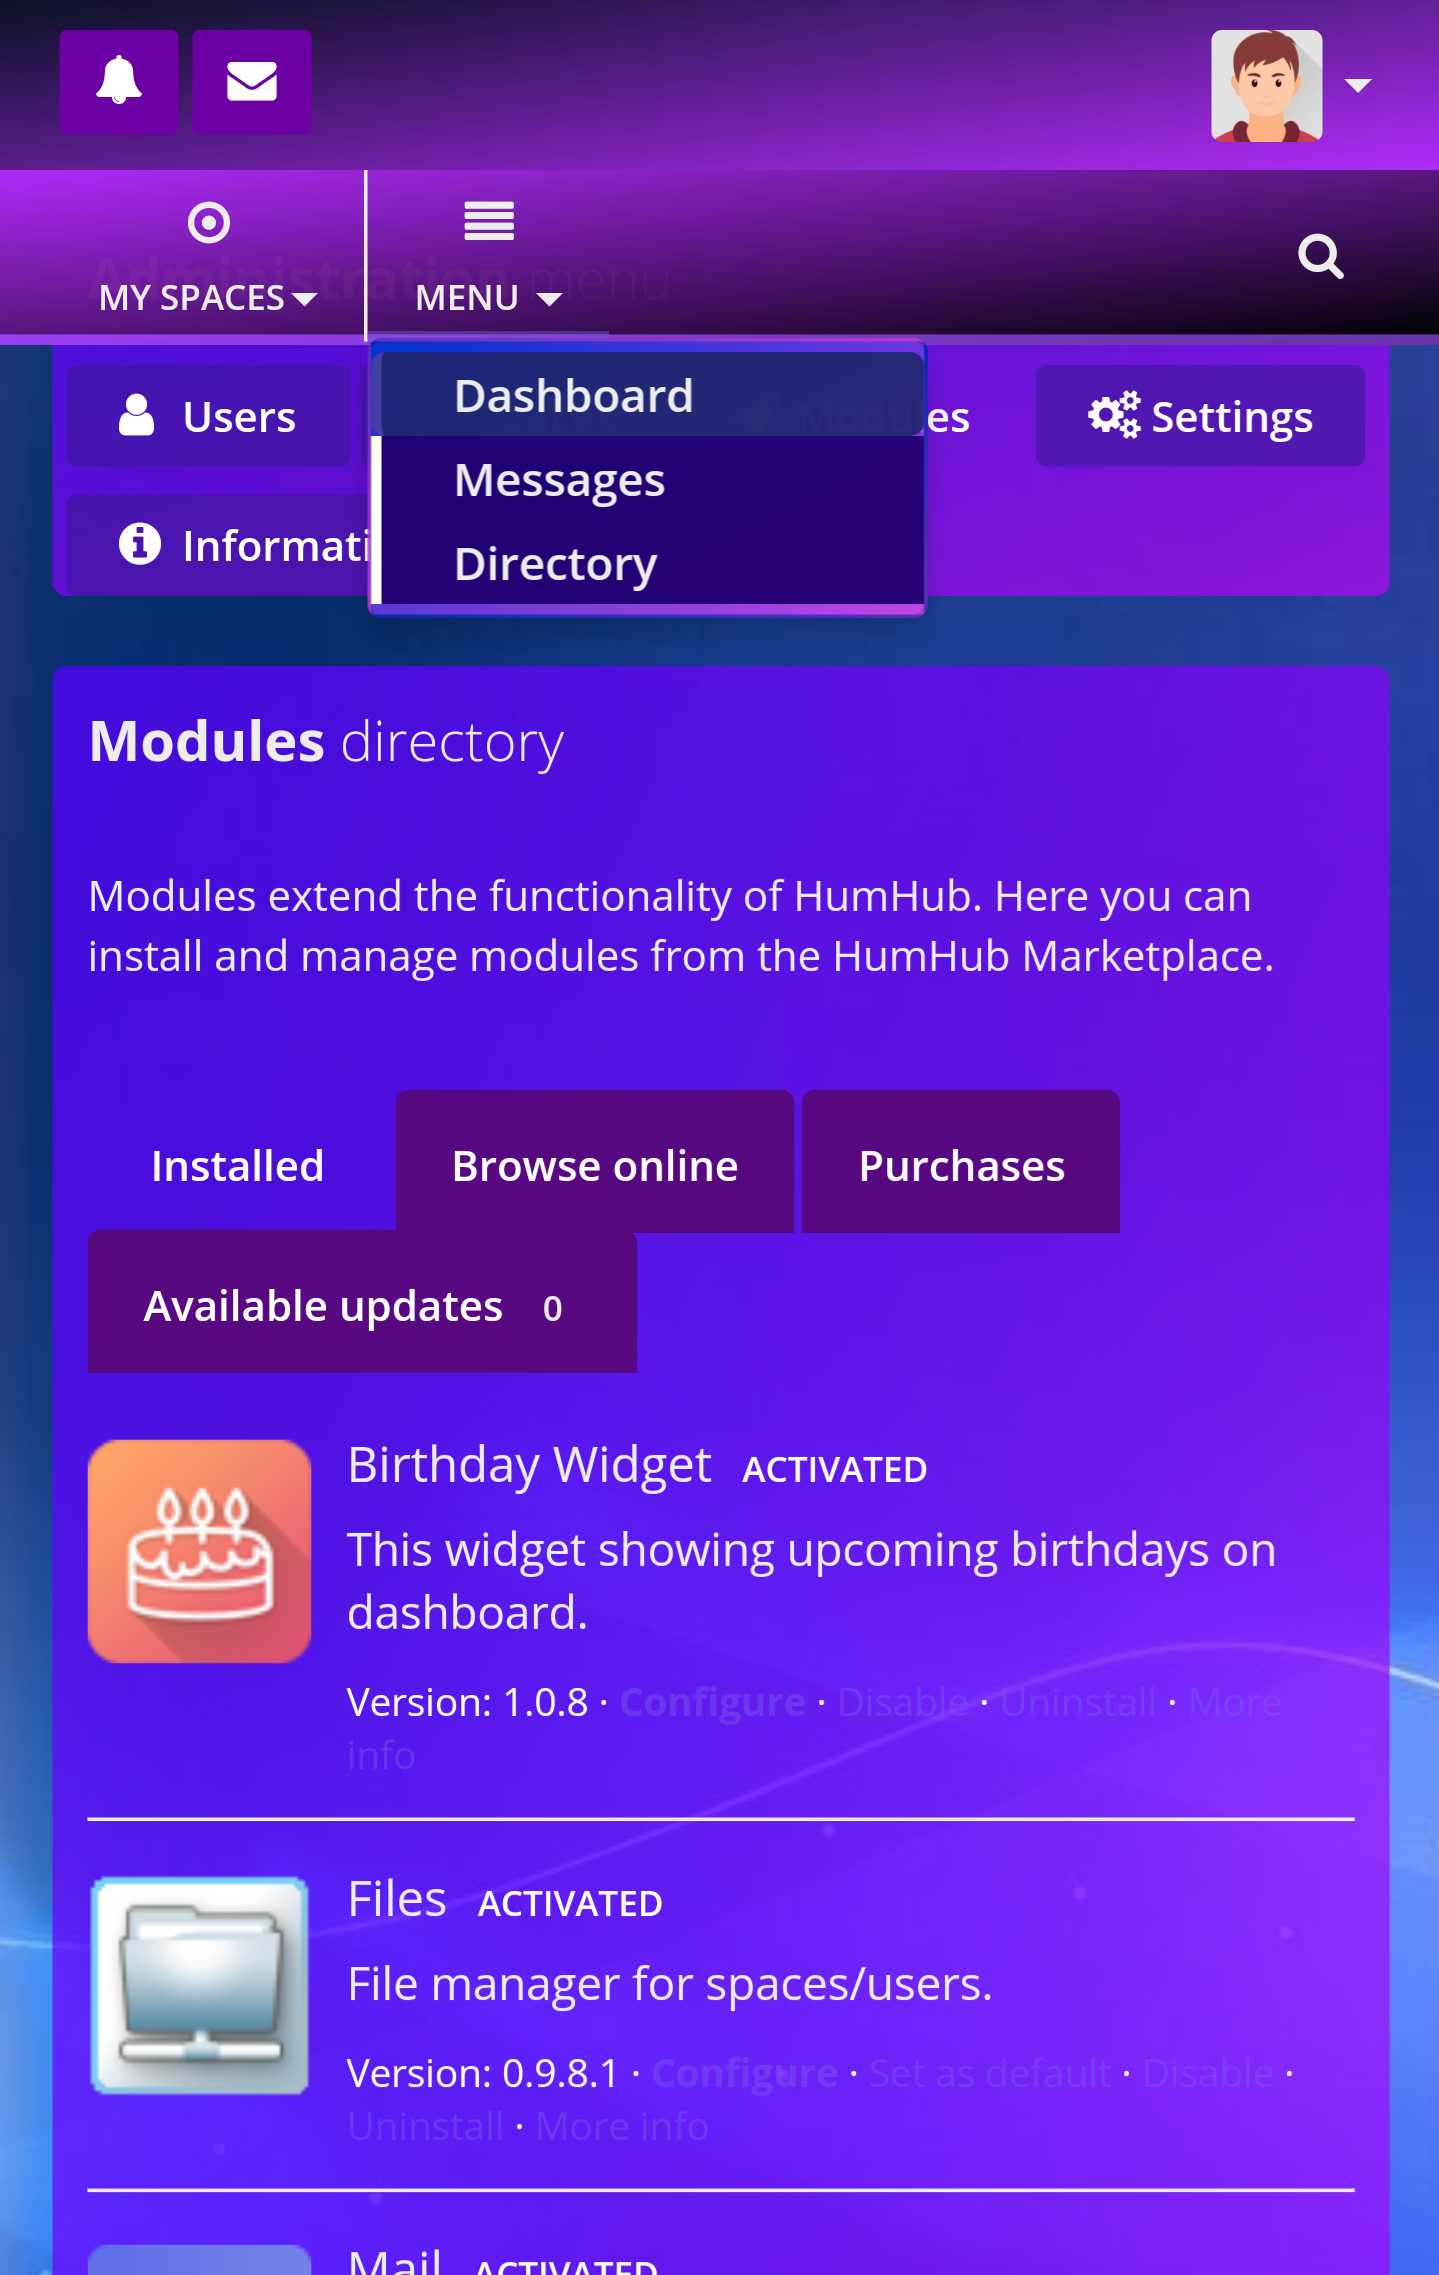 Administration menu
MY SPACES
MENU
Dashboard
Messages
Directory
Users
es
Settings
Informati
Modules directory
Modules extend the functionality of HumHub. Here you can
install and manage modules from the HumHub Marketplace.
Installed
Browse online
Purchases
Available updates 0
Birthday Widget ACTIVATED
This widget showing upcoming birthdays on
dashboard.
Version: 1.0.8 · Configure · Disable · Uninstall · More
info
Files ACTIVATED
File manager for spaces/users.
Version: 0.9.8.1 · Configure · Set as default · Disable ·
Uninstall · More info
Mail ACTIVATED